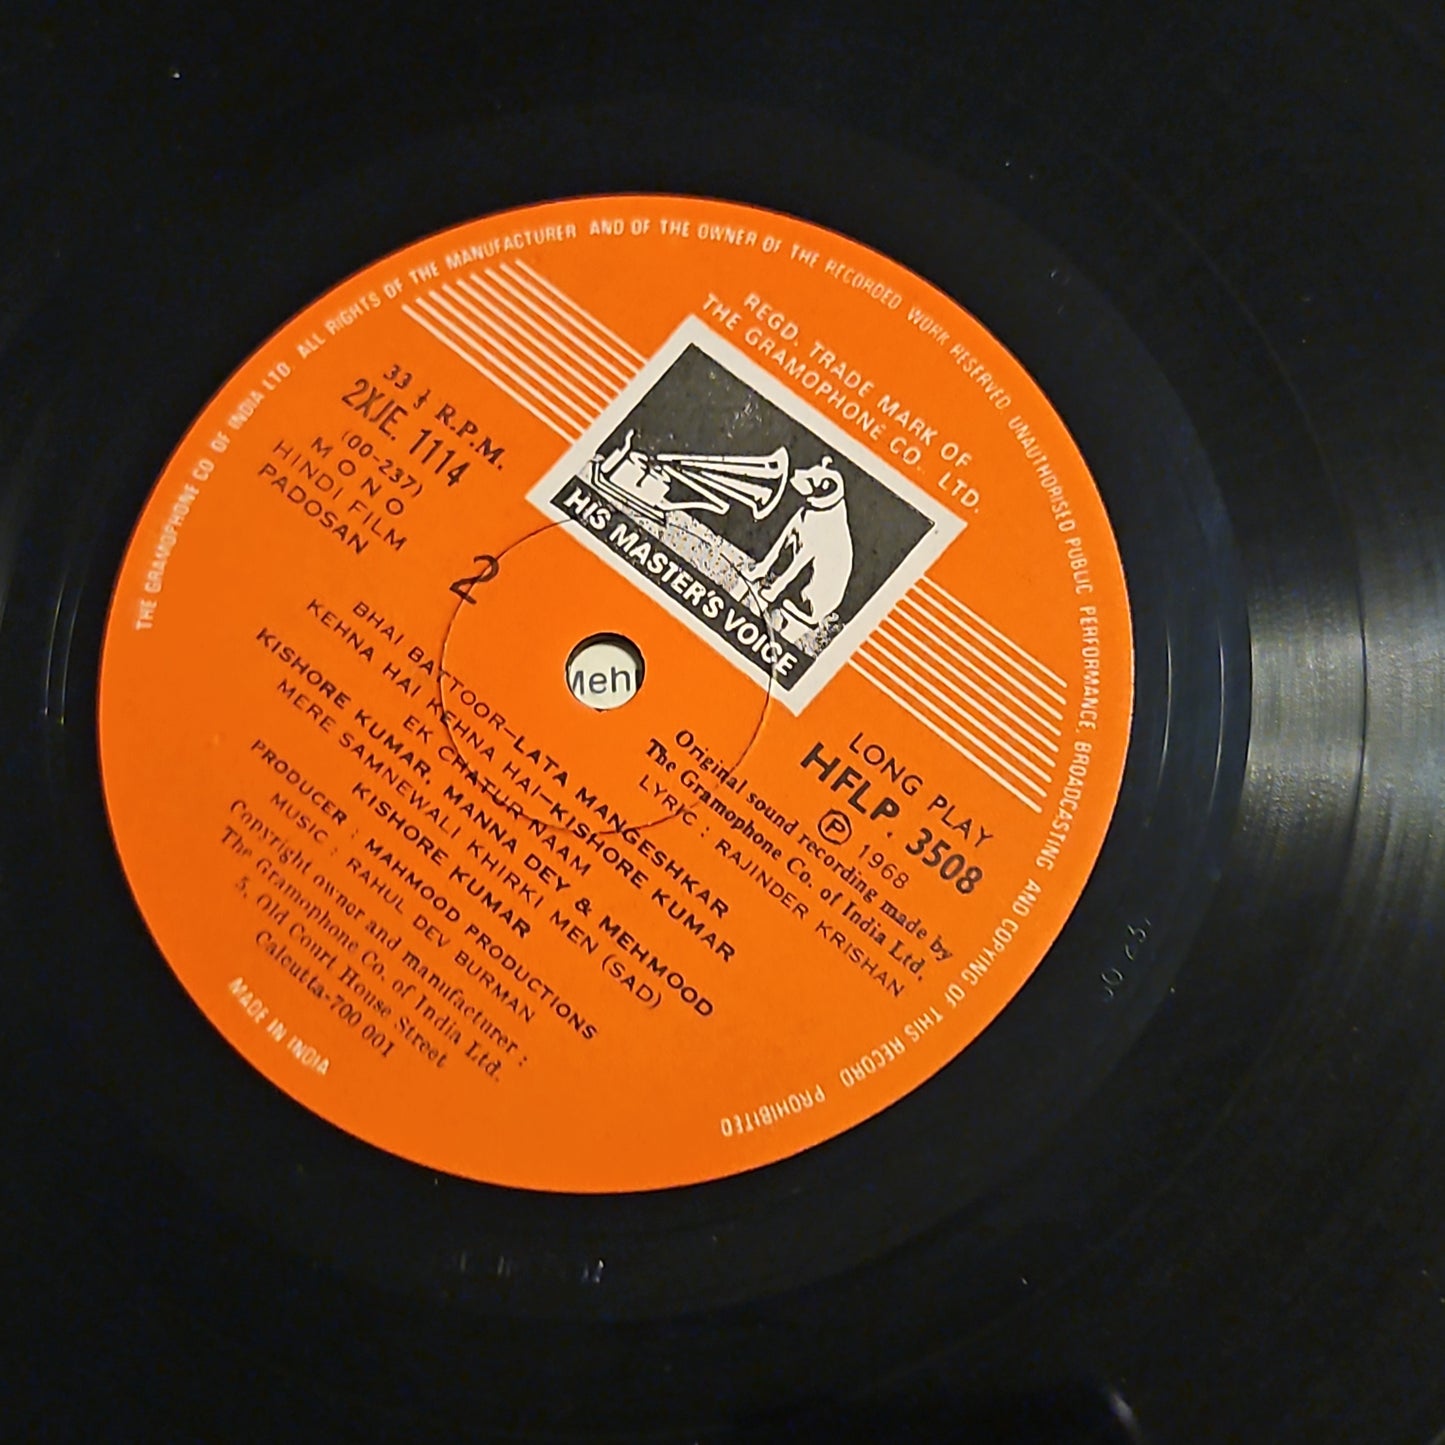 THE GRAMOPHONE CO OF INDIA LTD. ALL RIGHTS OF THE MANUFACTURER AND OF THE OWNER OF THE RECORDED WORK RESERVED UNAUTHORISED PUBLIC PERFORMANCE, BROADCASTING AND COPYING OF THIS RECORD PROHIBITED
REGD. TRADE MARK OF
THE GRAMOPHONE CO., LTD.
HIS MASTER'S VOICE
33 ⅓ R.P.M.
2XJE. 1114
(00-237)
MONO
HINDI FILM
PADOSAN
2
LONG PLAY
HFLP. 3508
Ⓟ 1968
Original sound recording made by
The Gramophone Co. of India Ltd.
LYRIC : RAJINDER KRISHAN
Meh
BHAI BATTOOR–LATA MANGESHKAR
KEHNA HAI KEHNA HAI–KISHORE KUMAR
EK CHATUR NAAM
KISHORE KUMAR, MANNA DEY & MEHMOOD
MERE SAMNEWALI KHIRKI MEN (SAD)
KISHORE KUMAR
PRODUCER : MAHMOOD PRODUCTIONS
MUSIC : RAHUL DEV BURMAN
Copyright owner and manufacturer :
The Gramophone Co. of India Ltd.
5, Old Court House Street
Calcutta-700 001
MADE IN INDIA